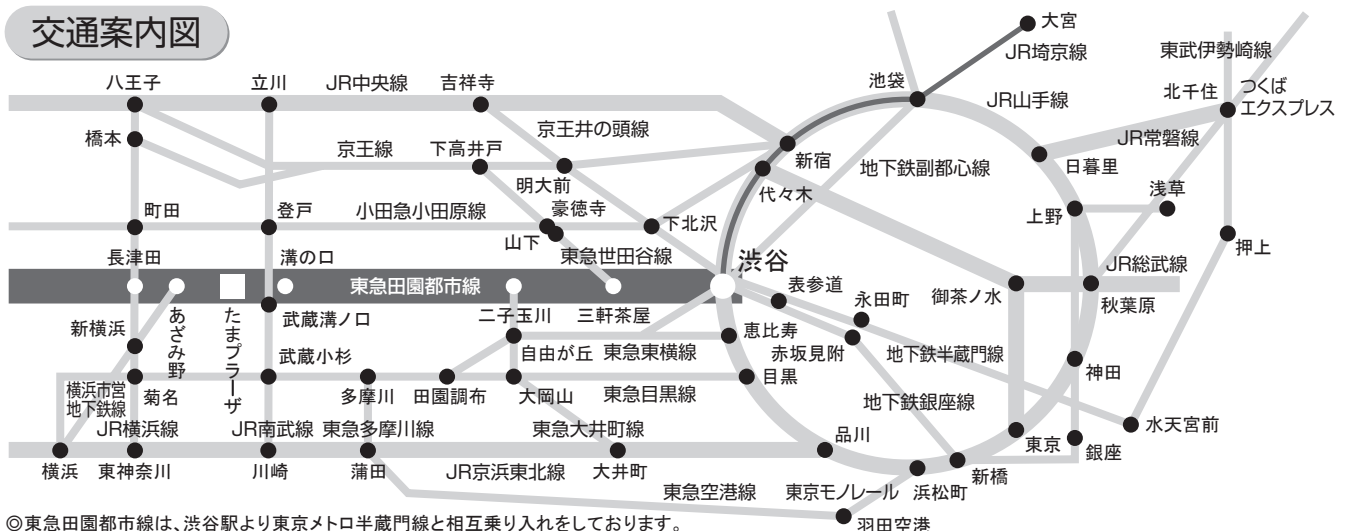 交通案内図
大宮
JR埼京線
東武伊勢崎線
八王子
立川
JR中央線
吉祥寺
池袋
JR山手線
北千住
つくば
エクスプレス
橋本
京王線
下高井戸
京王井の頭線
明大前
新宿
代々木
地下鉄副都心線
JR常磐線
日暮里
浅草
町田
登戸
小田急小田原線
豪徳寺
山下
下北沢
上野
押上
長津田
溝の口
東急世田谷線
渋谷
JR総武線
東急田園都市線
表参道
永田町
御茶ノ水
秋葉原
新横浜
あざみ野
たまプラーザ
武蔵溝ノ口
二子玉川
三軒茶屋
恵比寿
赤坂見附
地下鉄半蔵門線
武蔵小杉
自由が丘
東急東横線
神田
横浜市営
地下鉄線
菊名
多摩川
田園調布
大岡山
東急目黒線
目黒
地下鉄銀座線
JR横浜線
JR南武線
東急多摩川線
東急大井町線
品川
水天宮前
横浜
東神奈川
川崎
蒲田
JR京浜東北線
大井町
東京
銀座
新橋
東急空港線
東京モノレール
浜松町
羽田空港
◎東急田園都市線は、渋谷駅より東京メトロ半蔵門線と相互乗り入れをしております。